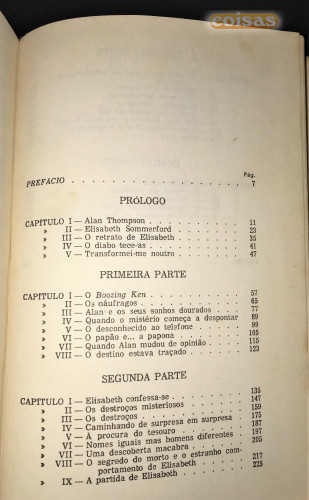 coisas
Pág.
PREFÁCIO . . . . . . . . . . . . . . . . 7
PRÓLOGO
CAPÍTULO I — Alan Thompson . . . . . . . . . 11
» II — Elisabeth Sommerford . . . . . . . 23
» III — O retrato de Elisabeth . . . . . . 35
» IV — O diabo tece-as . . . . . . . . 41
» V — Transformei-me noutro . . . . . . 47
PRIMEIRA PARTE
CAPÍTULO I — O Boozing Ken . . . . . . . . . 57
» II — Os náufragos . . . . . . . . . 65
» III — Alan e os seus sonhos dourados . . . 77
» IV — Quando o mistério começa a despontar 89
» V — O desconhecido ao telefone . . . . . 99
» VI — O papão e... a papona . . . . . . 105
» VII — Quando Alan mudou de opinião . . . . 115
» VIII — O destino estava traçado . . . . . 123
SEGUNDA PARTE
CAPÍTULO I — Elisabeth confessa-se . . . . . . . 135
» II — Os destroços misteriosos . . . . . . 147
» III — Os destroços . . . . . . . . . 159
» IV — Caminhando de surpresa em surpresa . . 175
» V — À procura do tesouro . . . . . . 187
» VI — Nomes iguais mas homens diferentes . . 197
» VII — Uma descoberta macabra . . . . . . 205
» VIII — O segredo do morto e o estranho comportamento de Elisabeth . . . . . 217
» IX — A partida de Elisabeth . . . . . . 225